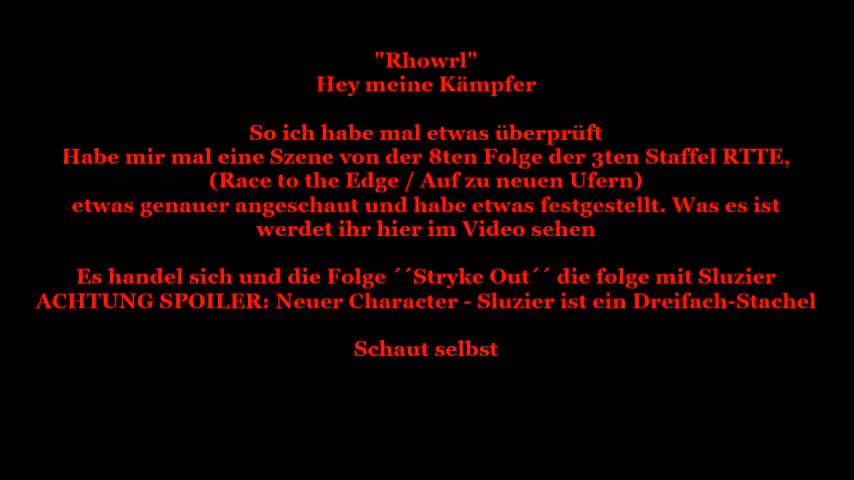 "Rhowrl"
Hey meine Kämpfer
So ich habe mal etwas überprüft
Habe mir mal eine Szene von der 8ten Folge der 3ten Staffel RTTE,
(Race to the Edge / Auf zu neuen Ufern)
etwas genauer angeschaut und habe etwas festgestellt. Was es ist
werdet ihr hier im Video sehen
Es handel sich und die Folge ´´Stryke Out´´ die folge mit Sluzier
ACHTUNG SPOILER: Neuer Character - Sluzier ist ein Dreifach-Stachel
Schaut selbst